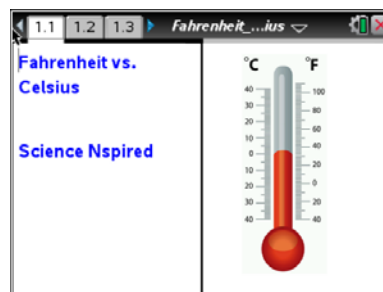 1.1 1.2 1.3 Fahrenheit_...ius
Fahrenheit vs.
Celsius
Science Nspired
°C °F
40 100
30 80
20 60
10 40
0 20
10 0
20 20
30 40
40